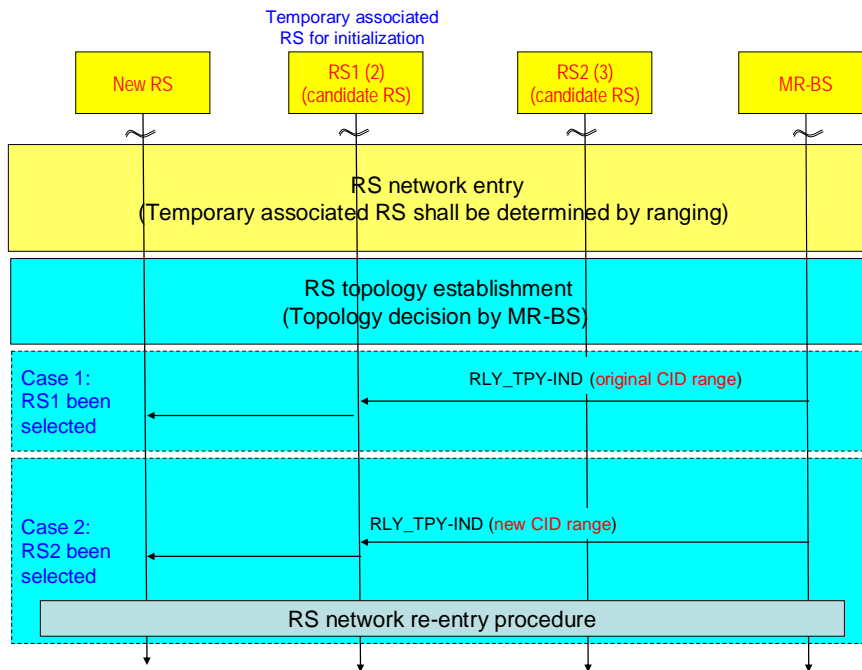 Temporary associated
RS for initialization
New RS
RS1 (2)
(candidate RS)
RS2 (3)
(candidate RS)
MR-BS
RS network entry
(Temporary associated RS shall be determined by ranging)
RS topology establishment
(Topology decision by MR-BS)
Case 1:
RS1 been
selected
RLY_TPY-IND (original CID range)
Case 2:
RS2 been
selected
RLY_TPY-IND (new CID range)
RS network re-entry procedure